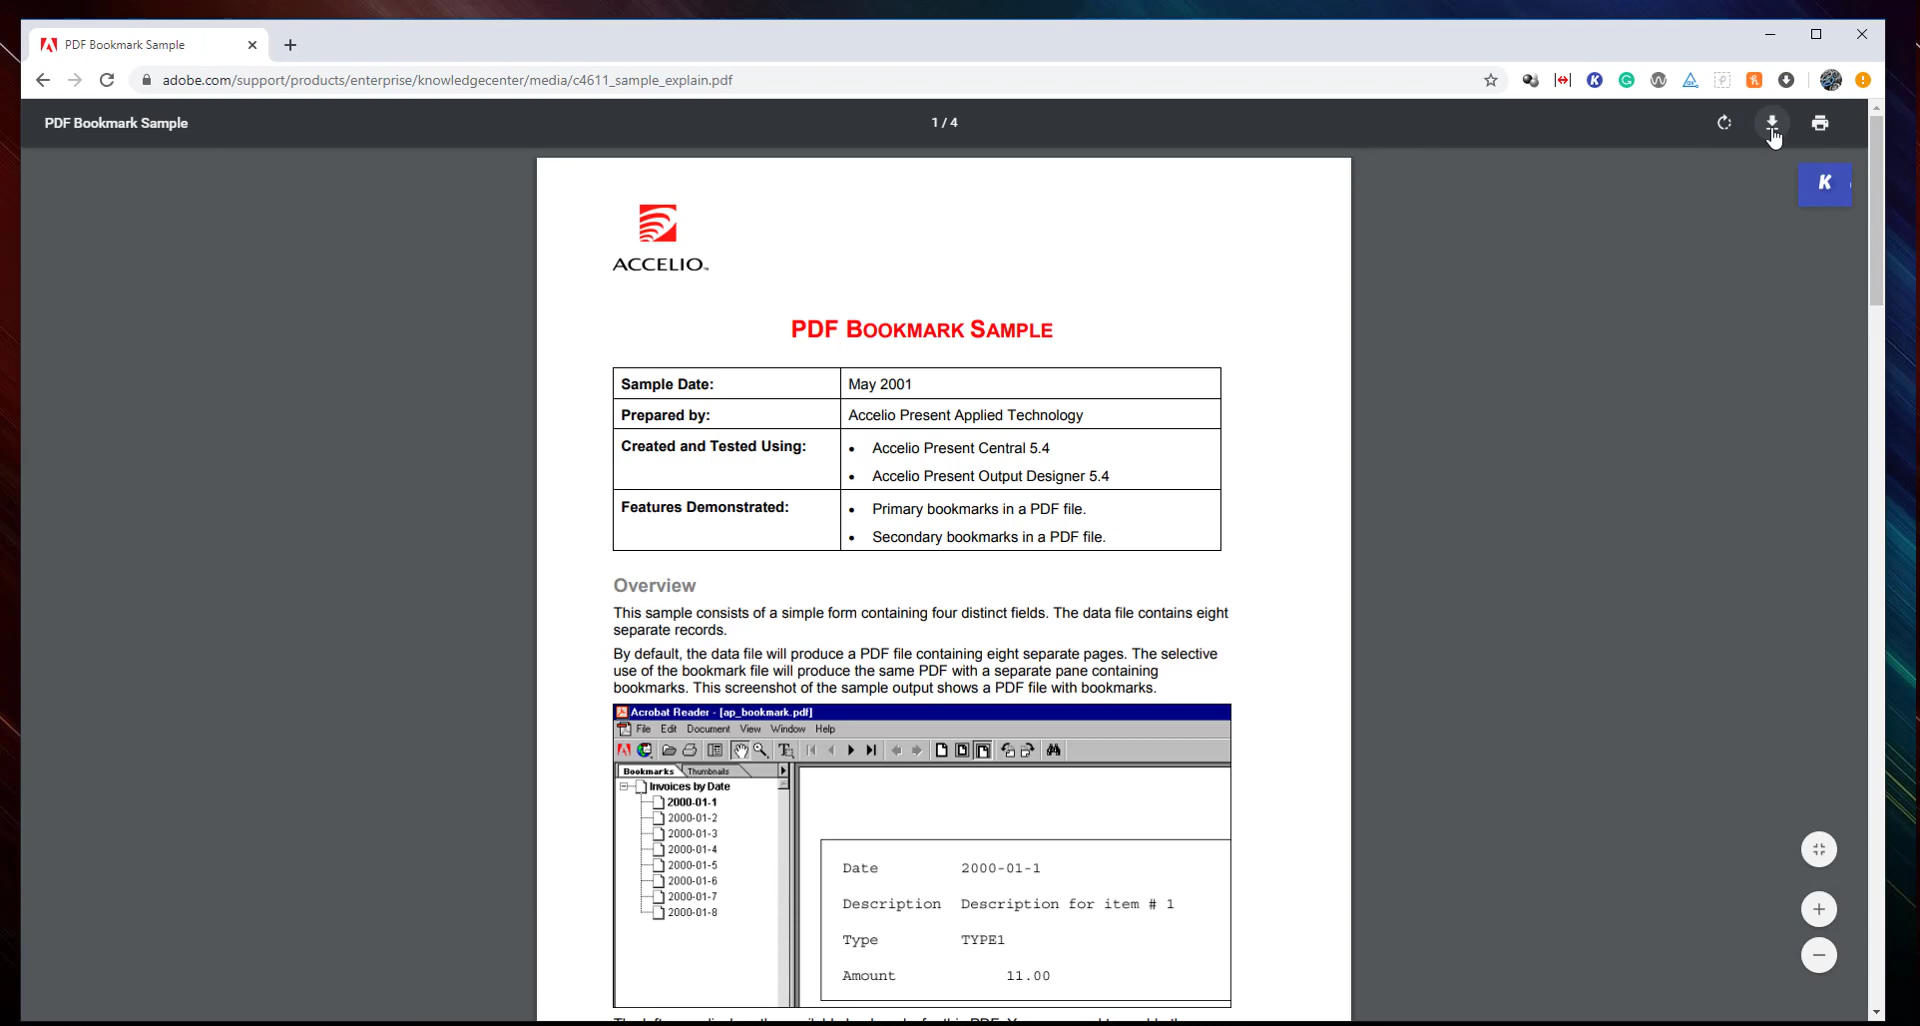 PDF Bookmark Sample
adobe.com/support/products/enterprise/knowledgecenter/media/c4611_sample_explain.pdf
PDF Bookmark Sample
1 / 4
K
ACCELIO™
PDF BOOKMARK SAMPLE
Sample Date: May 2001
Prepared by: Accelio Present Applied Technology
Created and Tested Using: • Accelio Present Central 5.4
• Accelio Present Output Designer 5.4
Features Demonstrated: • Primary bookmarks in a PDF file.
• Secondary bookmarks in a PDF file.
Overview
This sample consists of a simple form containing four distinct fields. The data file contains eight
separate records.
By default, the data file will produce a PDF file containing eight separate pages. The selective
use of the bookmark file will produce the same PDF with a separate pane containing
bookmarks. This screenshot of the sample output shows a PDF file with bookmarks.
Acrobat Reader - [ap_bookmark.pdf]
File Edit Document View Window Help
Bookmarks Thumbnails
Invoices by Date
2000-01-1
2000-01-2
2000-01-3
2000-01-4
2000-01-5
2000-01-6
2000-01-7
2000-01-8
Date 2000-01-1
Description Description for item # 1
Type TYPE1
Amount 11.00